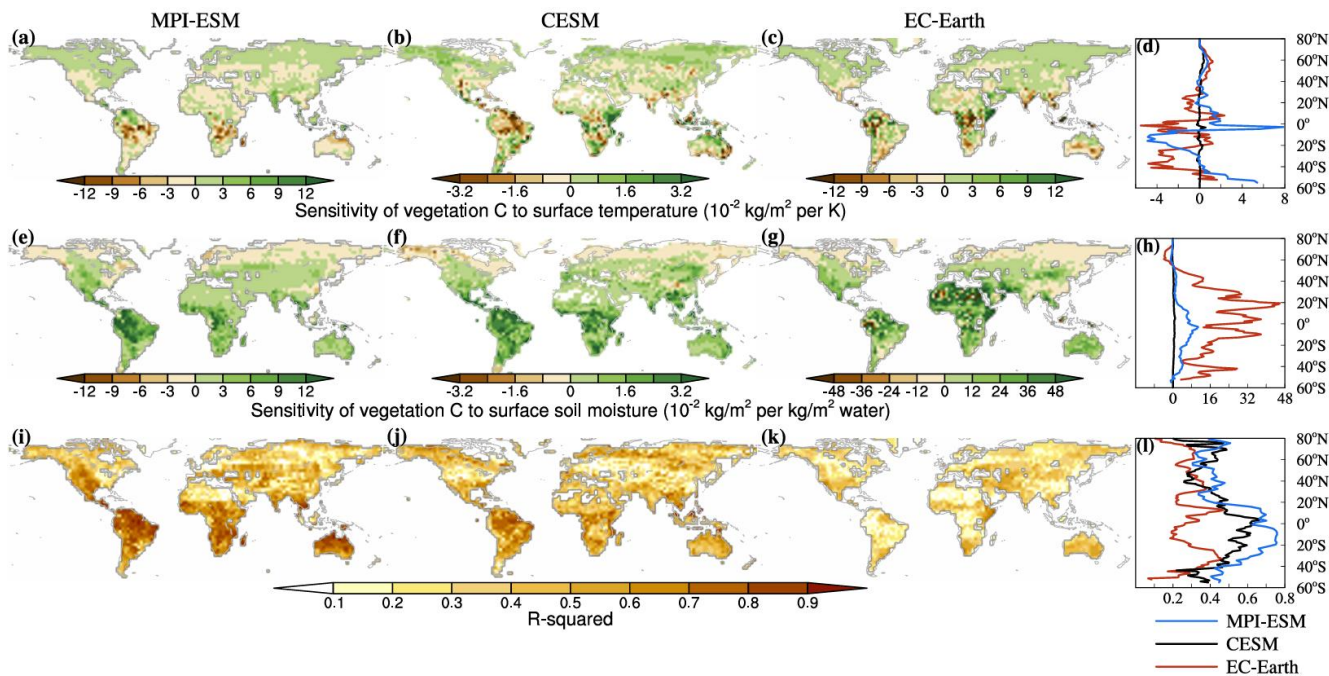 MPI-ESM CESM EC-Earth
(a) (b) (c) (d) 80°N
60°N
40°N
20°N
0°
20°S
40°S
60°S
-12 -9 -6 -3 0 3 6 9 12 -3.2 -1.6 0 1.6 3.2 -12 -9 -6 -3 0 3 6 9 12 -4 0 4 8
Sensitivity of vegetation C to surface temperature (10⁻² kg/m² per K)
(e) (f) (g) (h) 80°N
60°N
40°N
20°N
0°
20°S
40°S
60°S
-12 -9 -6 -3 0 3 6 9 12 -3.2 -1.6 0 1.6 3.2 -48 -36 -24 -12 0 12 24 36 48 0 16 32 48
Sensitivity of vegetation C to surface soil moisture (10⁻² kg/m² per kg/m² water)
(i) (j) (k) (l) 80°N
60°N
40°N
20°N
0°
20°S
40°S
60°S
0.1 0.2 0.3 0.4 0.5 0.6 0.7 0.8 0.9 0.2 0.4 0.6 0.8
R-squared
MPI-ESM
CESM
EC-Earth